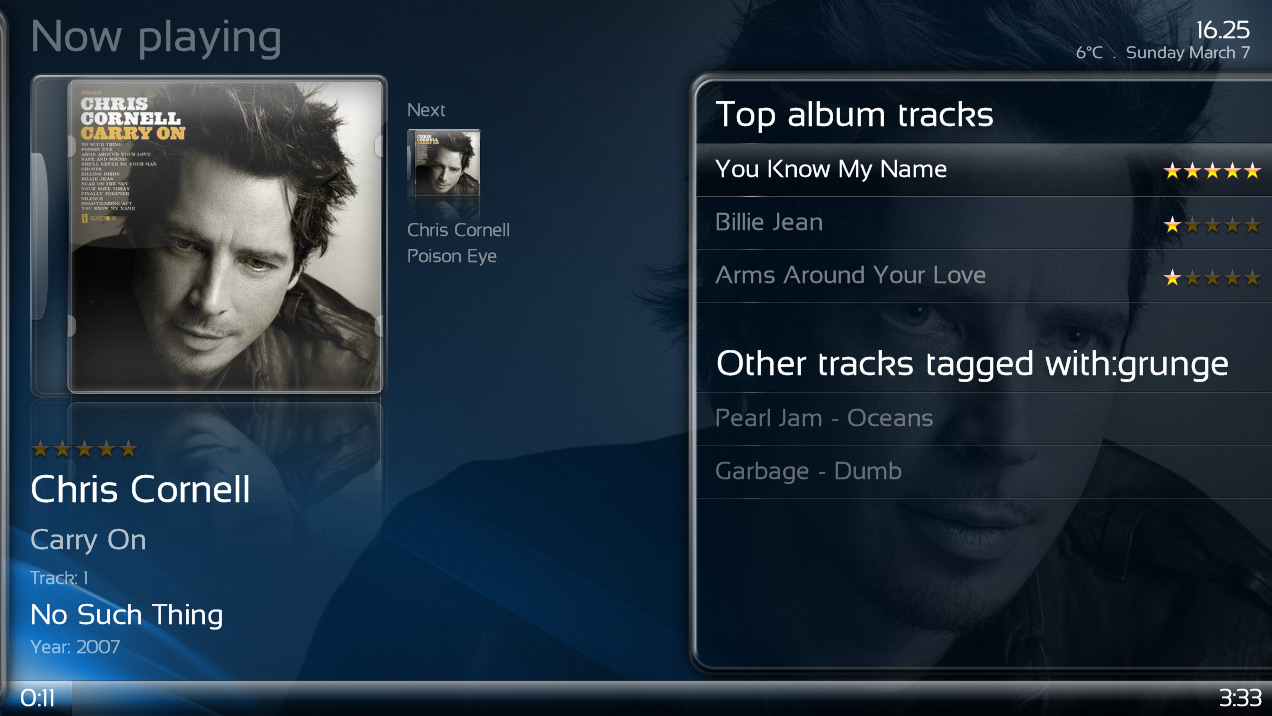 Now playing
16.25
6°C . Sunday March 7
CHRIS
CORNELL
CARRY ON
NO SUCH THING
POISON EYE
ARMS AROUND YOUR LOVE
SAFE AND SOUND
SHE'LL NEVER BE YOUR MAN
GHOSTS
KILLING BIRDS
BILLIE JEAN
SCAR ON THE SKY
YOUR SOUL TODAY
FINALLY FOREVER
SILENCE
DISAPPEARING ACT
YOU KNOW MY NAME
Next
CHRIS
CORNELL
CARRY ON
Chris Cornell
Poison Eye
Top album tracks
You Know My Name
Billie Jean
Arms Around Your Love
Other tracks tagged with:grunge
Pearl Jam - Oceans
Garbage - Dumb
Chris Cornell
Carry On
Track: 1
No Such Thing
Year: 2007
0:11
3:33